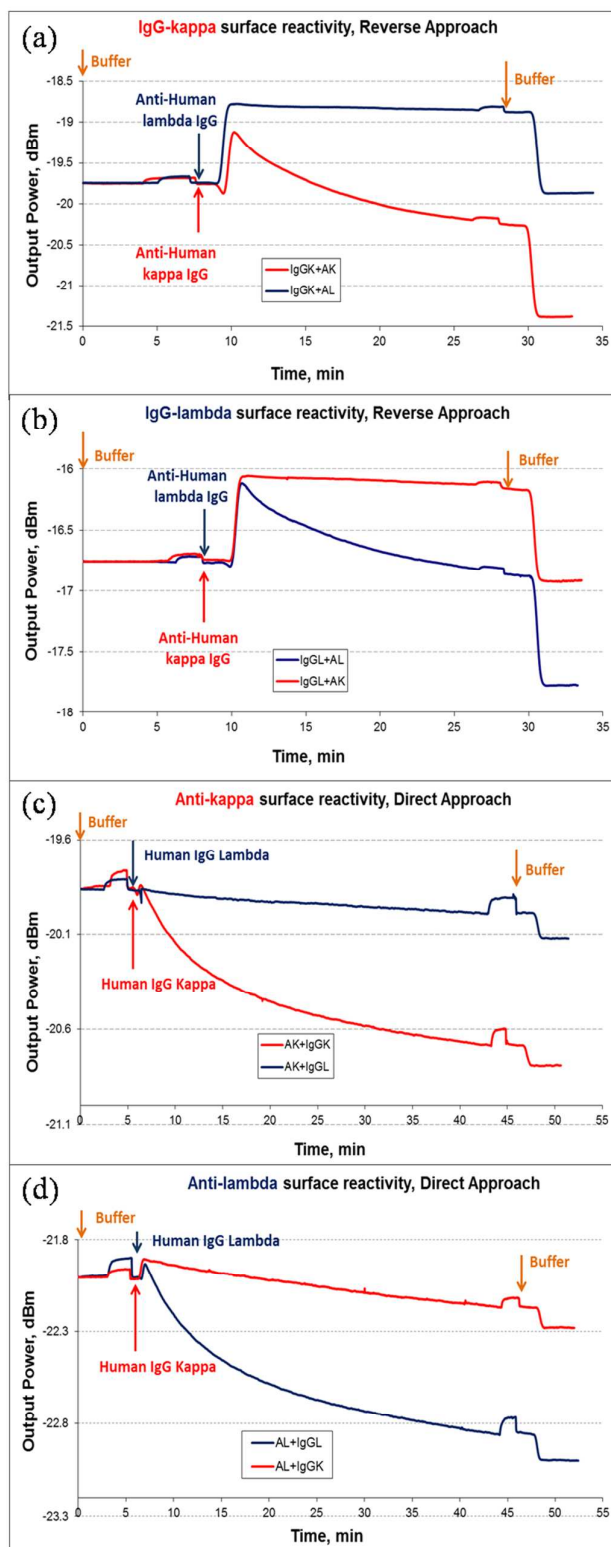 (a)
IgG-kappa surface reactivity, Reverse Approach
Buffer
Buffer
Anti-Human
lambda IgG
Anti-Human
kappa IgG
IgGK+AK
IgGK+AL
-18.5
-19
-19.5
-20
-20.5
-21
-21.5
Output Power, dBm
0 5 10 15 20 25 30 35
Time, min
(b)
IgG-lambda surface reactivity, Reverse Approach
Buffer
Buffer
Anti-Human
lambda IgG
Anti-Human
kappa IgG
IgGL+AL
IgGL+AK
-16
-16.5
-17
-17.5
-18
Output Power, dBm
0 5 10 15 20 25 30 35
Time, min
(c)
Anti-kappa surface reactivity, Direct Approach
Buffer
Human IgG Lambda
Buffer
Human IgG Kappa
AK+IgGK
AK+IgGL
-19.6
-20.1
-20.6
-21.1
Output Power, dBm
0 5 10 15 20 25 30 35 40 45 50 55
Time, min
(d)
Anti-lambda surface reactivity, Direct Approach
Buffer
Human IgG Lambda
Buffer
Human IgG Kappa
AL+IgGL
AL+IgGK
-21.8
-22.3
-22.8
-23.3
Output Power, dBm
0 5 10 15 20 25 30 35 40 45 50 55
Time, min